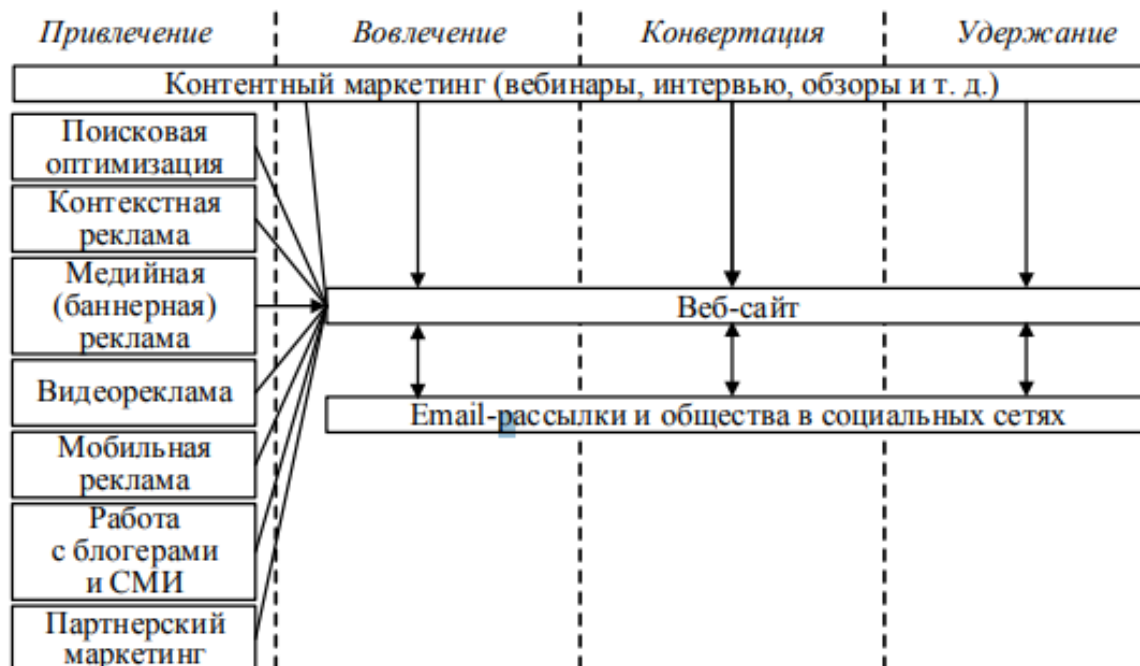 Привлечение Вовлечение Конвертация Удержание
Контентный маркетинг (вебинары, интервью, обзоры и т. д.)
Поисковая
оптимизация
Контекстная
реклама
Медийная
(баннерная)
реклама
Веб-сайт
Видеореклама
Email-рассылки и общества в социальных сетях
Мобильная
реклама
Работа
с блогерами
и СМИ
Партнерский
маркетинг